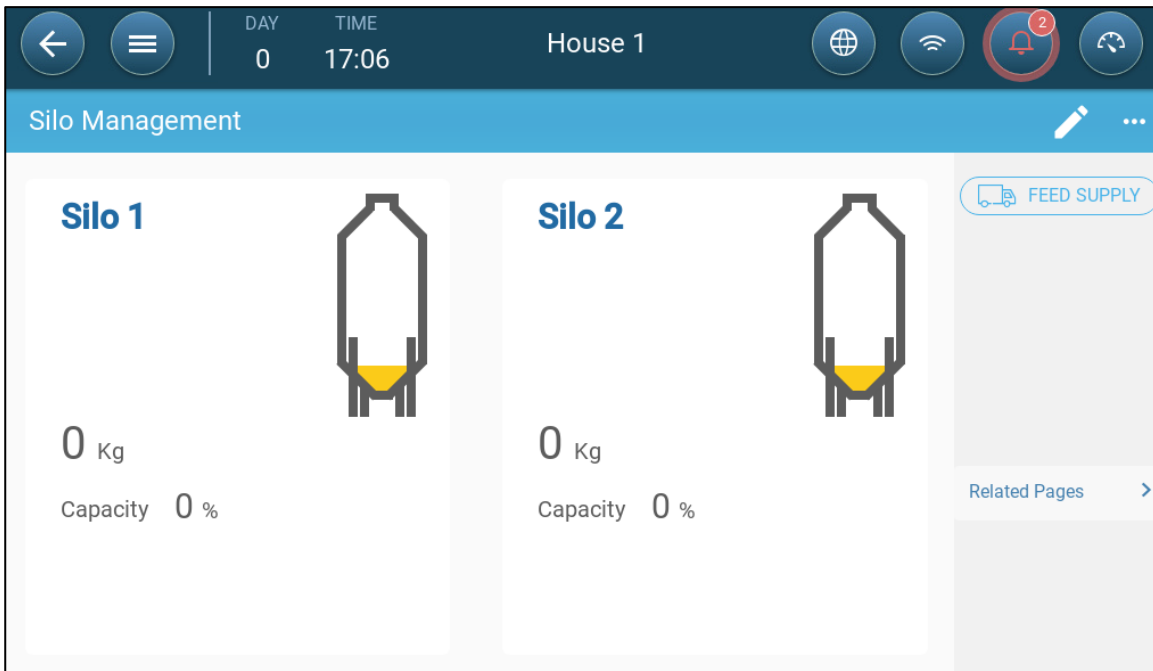 DAY TIME House 1 2
0 17:06
Silo Management
Silo 1 Silo 2 FEED SUPPLY
0 Kg 0 Kg
Related Pages
Capacity 0 % Capacity 0 %